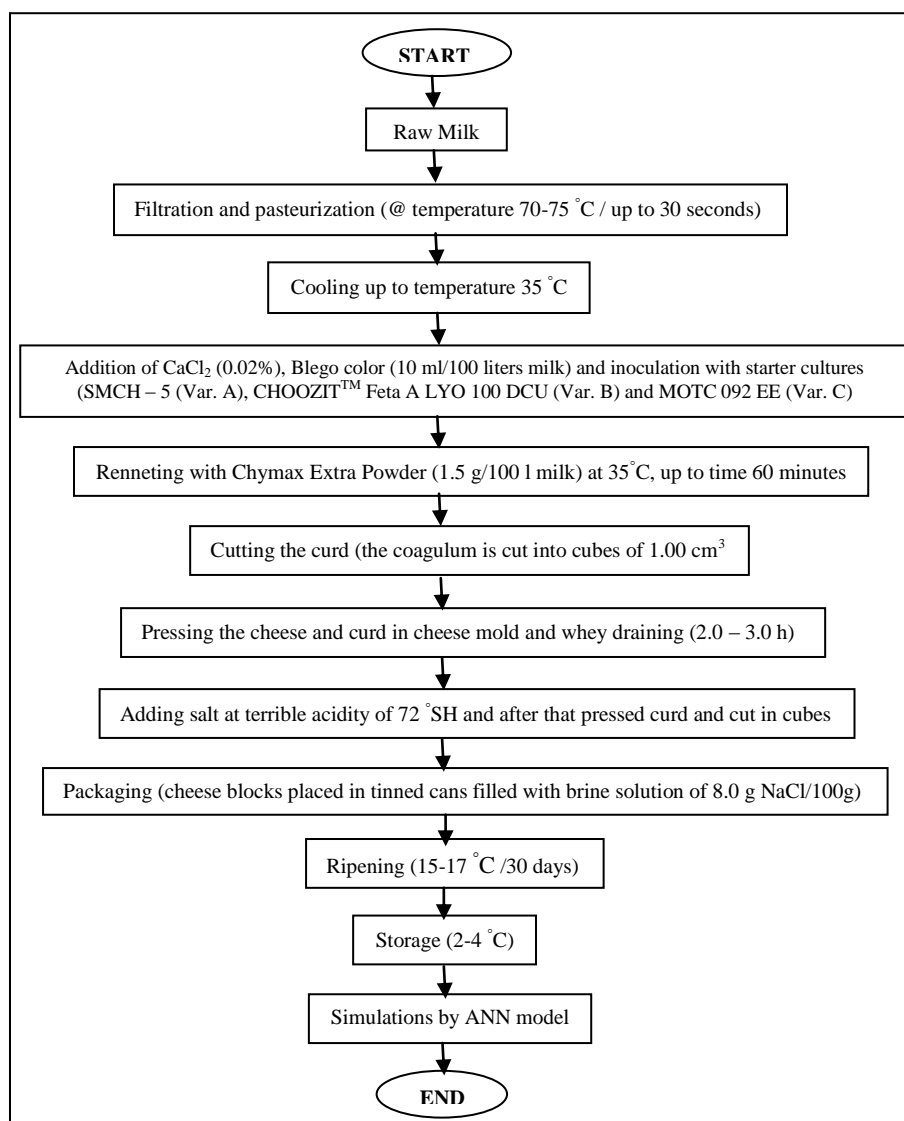 START
Raw Milk
Filtration and pasteurization (@ temperature 70-75 °C / up to 30 seconds)
Cooling up to temperature 35 °C
Addition of CaCl₂ (0.02%), Blego color (10 ml/100 liters milk) and inoculation with starter cultures
(SMCH – 5 (Var. A), CHOOZIT™ Feta A LYO 100 DCU (Var. B) and MOTC 092 EE (Var. C)
Renneting with Chymax Extra Powder (1.5 g/100 l milk) at 35°C, up to time 60 minutes
Cutting the curd (the coagulum is cut into cubes of 1.00 cm³
Pressing the cheese and curd in cheese mold and whey draining (2.0 – 3.0 h)
Adding salt at terrible acidity of 72 °SH and after that pressed curd and cut in cubes
Packaging (cheese blocks placed in tinned cans filled with brine solution of 8.0 g NaCl/100g)
Ripening (15-17 °C /30 days)
Storage (2-4 °C)
Simulations by ANN model
END